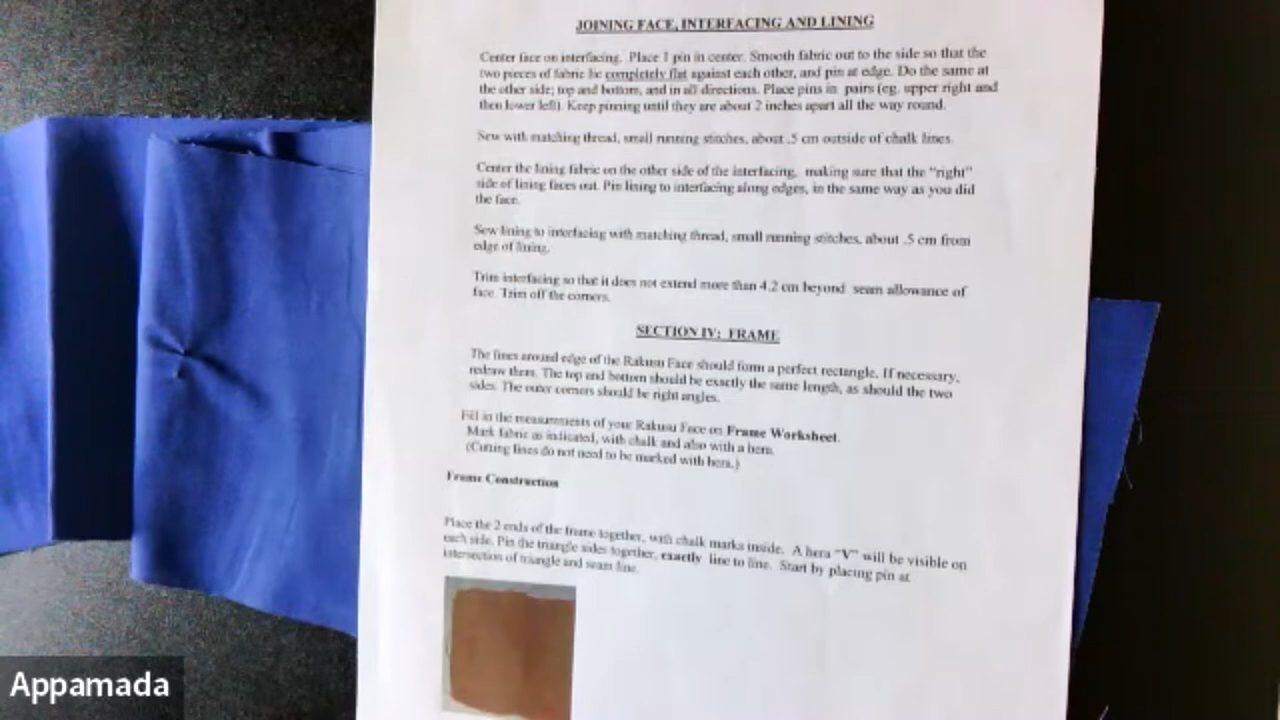 JOINING FACE, INTERFACING AND LINING
Center face on interfacing. Place 1 pin in center. Smooth fabric out to the side so that the
two pieces of fabric lie completely flat against each other, and pin at edge. Do the same at
the other side; top and bottom, and in all directions. Place pins in pairs (eg. upper right and
then lower left). Keep pinning until they are about 2 inches apart all the way round.
Sew with matching thread, small running stitches, about .5 cm outside of chalk lines.
Center the lining fabric on the other side of the interfacing, making sure that the "right"
side of lining faces out. Pin lining to interfacing along edges, in the same way as you did
the face.
Sew lining to interfacing with matching thread, small running stitches, about .5 cm from
edge of lining.
Trim interfacing so that it does not extend more than 4.2 cm beyond seam allowance of
face. Trim off the corners.
SECTION IV: FRAME
The lines around edge of the Rakusu Face should form a perfect rectangle. If necessary,
redraw them. The top and bottom should be exactly the same length, as should the two
sides. The outer corners should be right angles.
Fill in the measurements of your Rakusu Face on Frame Worksheet.
Mark fabric as indicated, with chalk and also with a hera.
(Cutting lines do not need to be marked with hera.)
Frame Construction
Place the 2 ends of the frame together, with chalk marks inside. A hera "V" will be visible on
each side. Pin the triangle sides together, exactly line to line. Start by placing pin at
intersection of triangle and seam line.
Appamada